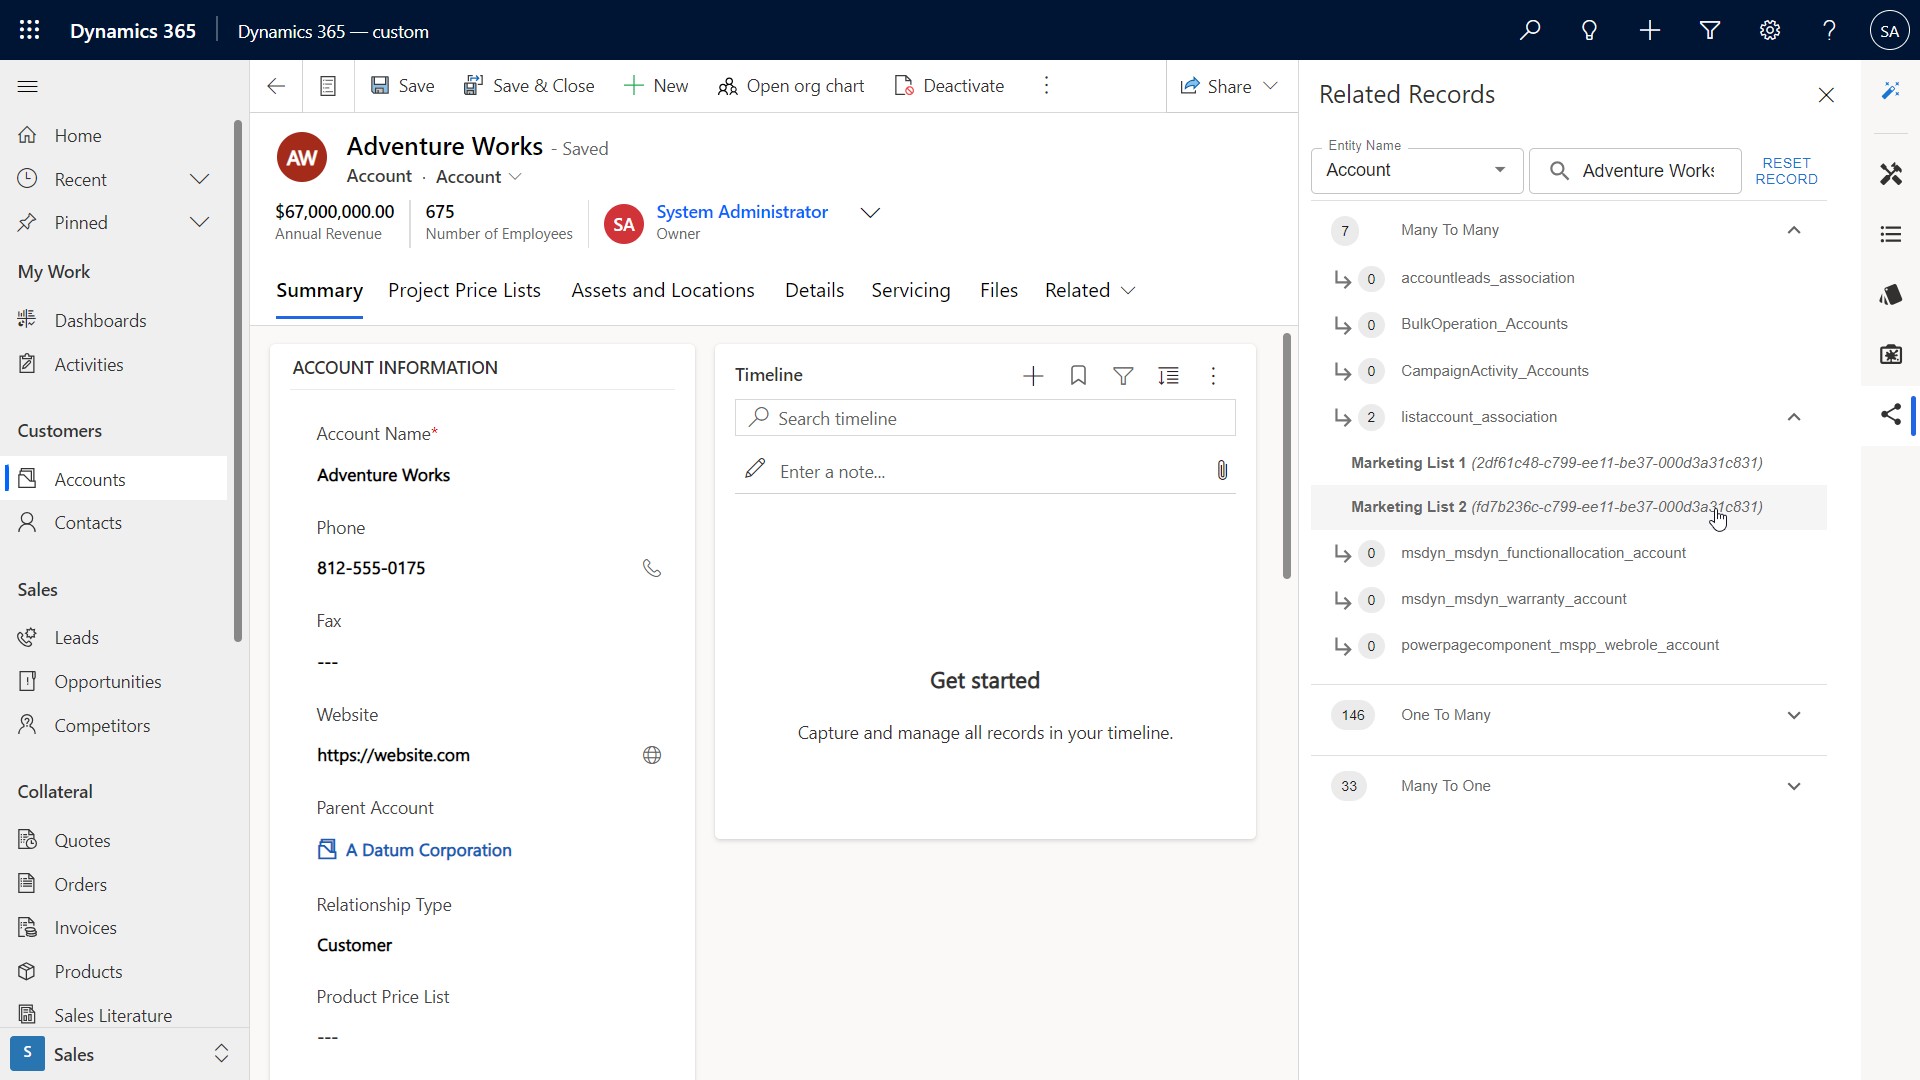 Dynamics 365
Dynamics 365 — custom
SA
Home
Recent
Pinned
My Work
Dashboards
Activities
Customers
Accounts
Contacts
Sales
Leads
Opportunities
Competitors
Collateral
Quotes
Orders
Invoices
Products
Sales Literature
S
Sales
Save
Save & Close
New
Open org chart
Deactivate
Share
AW
Adventure Works - Saved
Account · Account
$67,000,000.00
Annual Revenue
675
Number of Employees
SA
System Administrator
Owner
Summary
Project Price Lists
Assets and Locations
Details
Servicing
Files
Related
ACCOUNT INFORMATION
Account Name*
Adventure Works
Phone
812-555-0175
Fax
---
Website
https://website.com
Parent Account
A Datum Corporation
Relationship Type
Customer
Product Price List
---
Timeline
Search timeline
Enter a note...
Get started
Capture and manage all records in your timeline.
Related Records
Entity Name
Account
Adventure Works
RESET
RECORD
7 Many To Many
0 accountleads_association
0 BulkOperation_Accounts
0 CampaignActivity_Accounts
2 listaccount_association
Marketing List 1 (2df61c48-c799-ee11-be37-000d3a31c831)
Marketing List 2 (fd7b236c-c799-ee11-be37-000d3a31c831)
0 msdyn_msdyn_functionallocation_account
0 msdyn_msdyn_warranty_account
0 powerpagecomponent_mspp_webrole_account
146 One To Many
33 Many To One